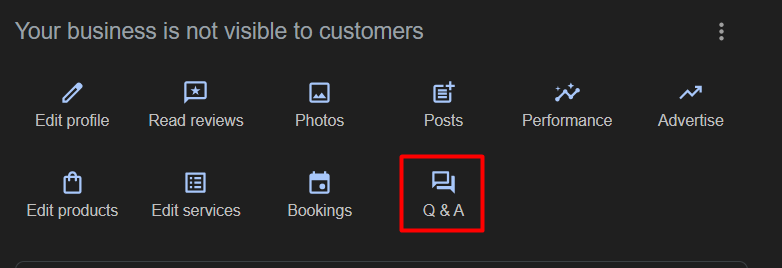 Your business is not visible to customers
Edit profile Read reviews Photos Posts Performance Advertise
Edit products Edit services Bookings Q & A